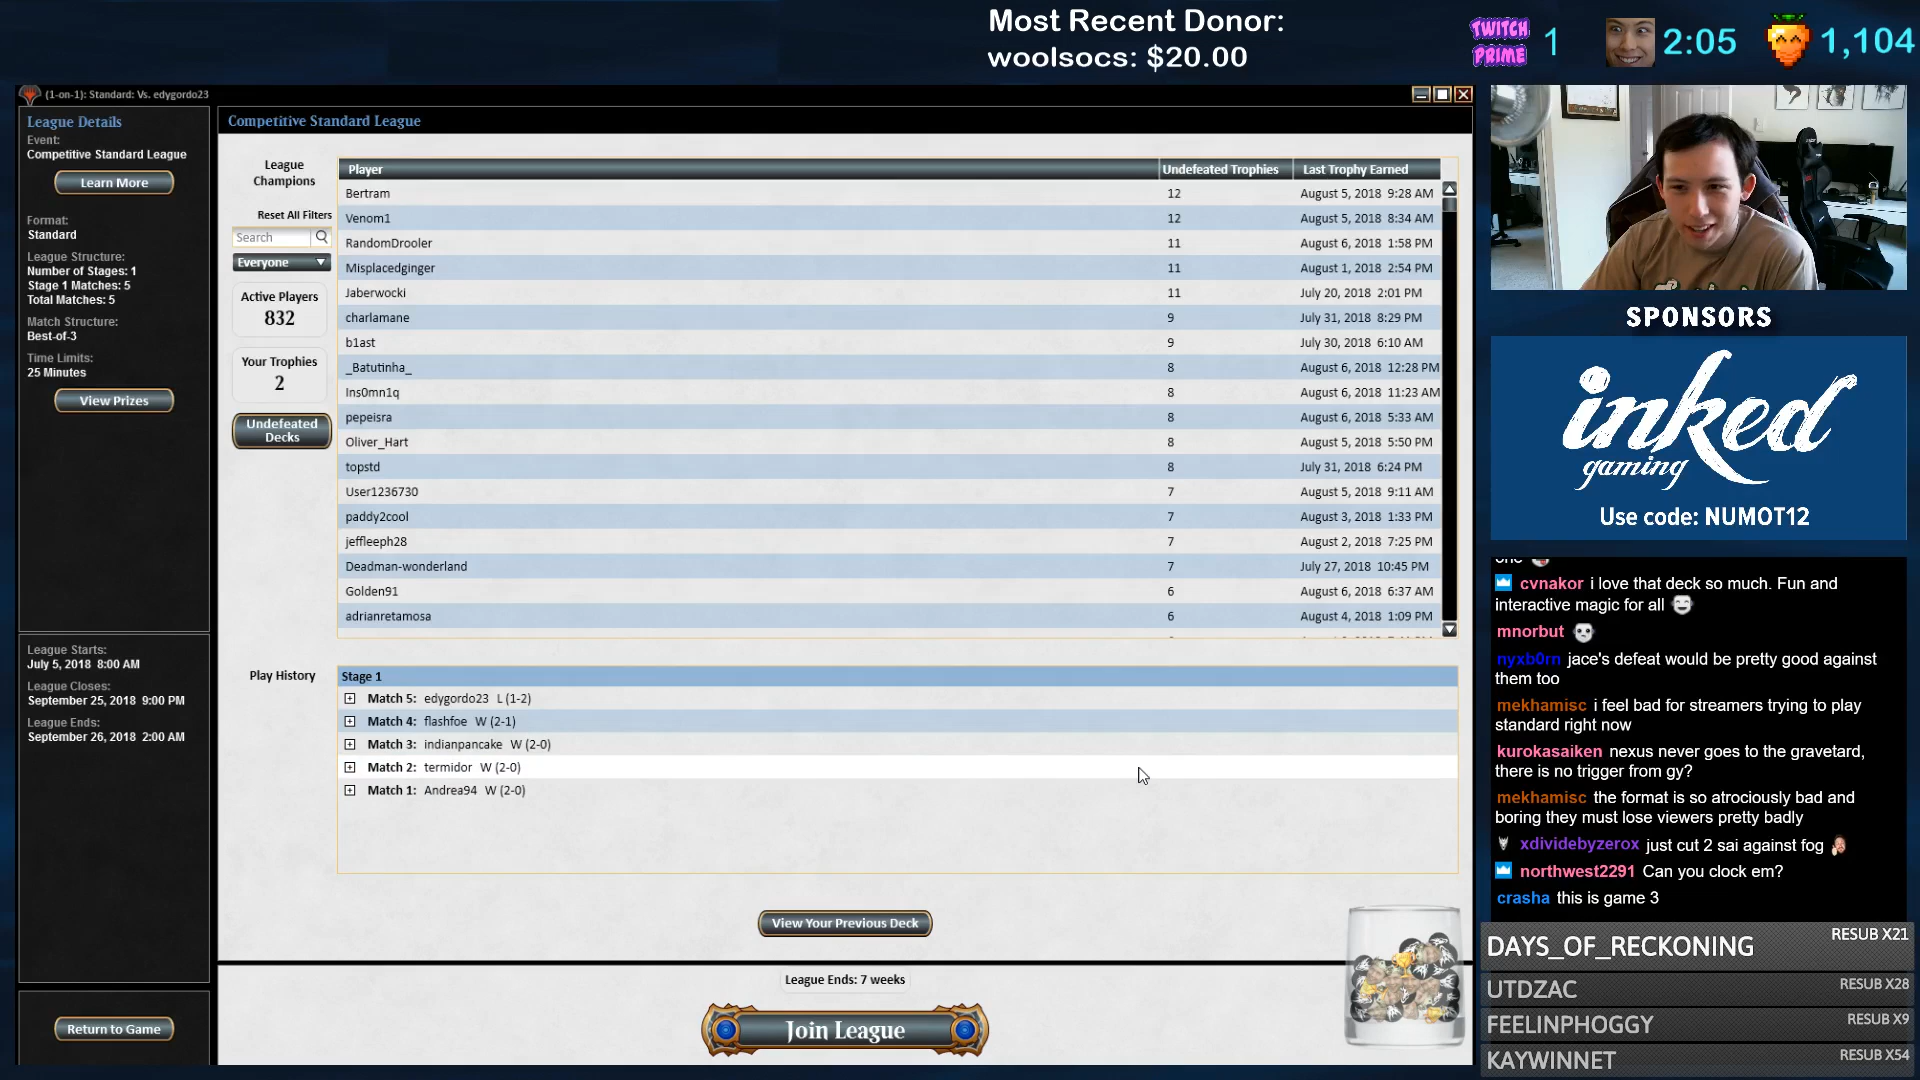 Most Recent Donor:
woolsocs: $20.00
TWITCH PRIME 1
2:05
1,104
(1-on-1): Standard: Vs. edygordo23
League Details
Event:
Competitive Standard League
Learn More
Format:
Standard
League Structure:
Number of Stages: 1
Stage 1 Matches: 5
Total Matches: 5
Match Structure:
Best-of-3
Time Limits:
25 Minutes
View Prizes
League Starts:
July 5, 2018 8:00 AM
League Closes:
September 25, 2018 9:00 PM
League Ends:
September 26, 2018 2:00 AM
Return to Game
Competitive Standard League
League
Champions
Reset All Filters
Search
Everyone
Active Players
832
Your Trophies
2
Undefeated
Decks
Player Undefeated Trophies Last Trophy Earned
Bertram 12 August 5, 2018 9:28 AM
Venom1 12 August 5, 2018 8:34 AM
RandomDrooler 11 August 6, 2018 1:58 PM
Misplacedginger 11 August 1, 2018 2:54 PM
Jaberwocki 11 July 20, 2018 2:01 PM
charlamane 9 July 31, 2018 8:29 PM
b1ast 9 July 30, 2018 6:10 AM
_Batutinha_ 8 August 6, 2018 12:28 PM
Ins0mn1q 8 August 6, 2018 11:23 AM
pepeisra 8 August 6, 2018 5:33 AM
Oliver_Hart 8 August 5, 2018 5:50 PM
topstd 8 July 31, 2018 6:24 PM
User1236730 7 August 5, 2018 9:11 AM
paddy2cool 7 August 3, 2018 1:33 PM
jeffleeph28 7 August 2, 2018 7:25 PM
Deadman-wonderland 7 July 27, 2018 10:45 PM
Golden91 6 August 6, 2018 6:37 AM
adrianretamosa 6 August 4, 2018 1:09 PM
Play History
Stage 1
Match 5: edygordo23 L (1-2)
Match 4: flashfoe W (2-1)
Match 3: indianpancake W (2-0)
Match 2: termidor W (2-0)
Match 1: Andrea94 W (2-0)
View Your Previous Deck
League Ends: 7 weeks
Join League
SPONSORS
inked
gaming
Use code: NUMOT12
one
cvnakor i love that deck so much. Fun and
interactive magic for all
mnorbut
nyxb0rn jace's defeat would be pretty good against
them too
mekhamisc i feel bad for streamers trying to play
standard right now
kurokasaiken nexus never goes to the gravetard,
there is no trigger from gy?
mekhamisc the format is so atrociously bad and
boring they must lose viewers pretty badly
xdividebyzerox just cut 2 sai against fog
northwest2291 Can you clock em?
crasha this is game 3
DAYS_OF_RECKONING RESUB X21
UTDZAC RESUB X28
FEELINPHOGGY RESUB X9
KAYWINNET RESUB X54